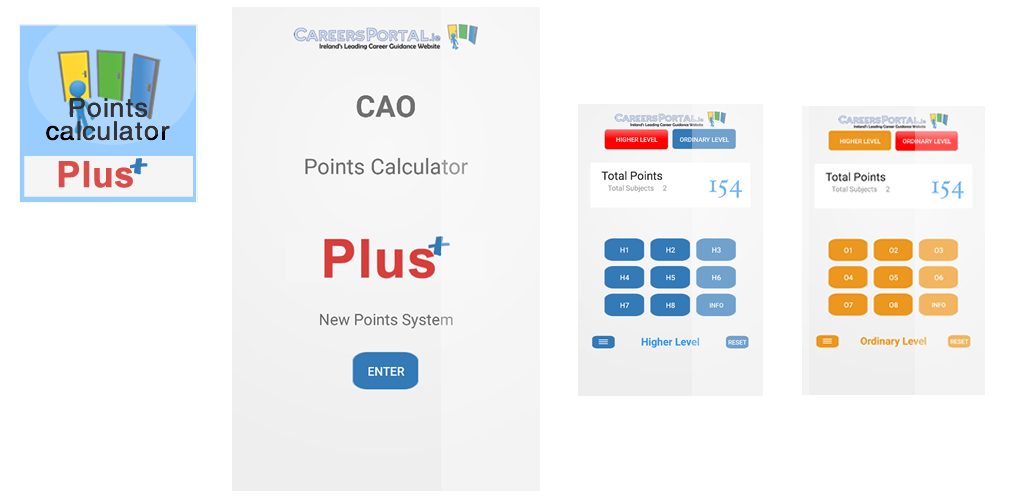 Points
calculator
Plus+
CAREERSPORTAL.ie
Ireland's Leading Career Guidance Website
CAO
Points Calculator
Plus+
New Points System
ENTER
CAREERSPORTAL.ie
Ireland's Leading Career Guidance Website
HIGHER LEVEL ORDINARY LEVEL
Total Points
Total Subjects 2
154
H1 H2 H3
H4 H5 H6
H7 H8 INFO
Higher Level RESET
CAREERSPORTAL.ie
Ireland's Leading Career Guidance Website
HIGHER LEVEL ORDINARY LEVEL
Total Points
Total Subjects 2
154
O1 O2 O3
O4 O5 O6
O7 O8 INFO
Ordinary Level RESET